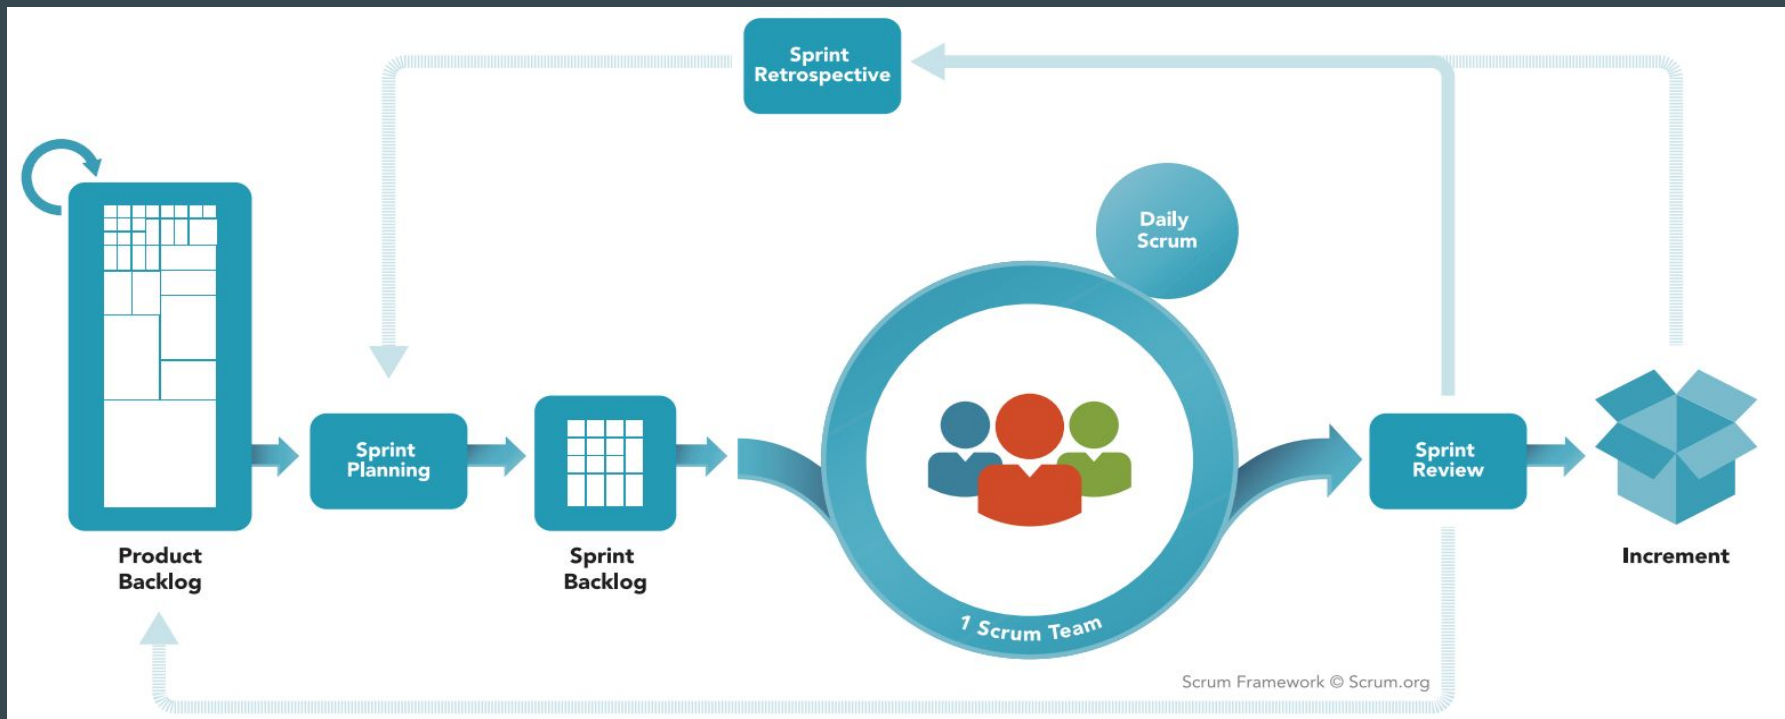 Sprint
Retrospective
Daily
Scrum
Sprint
Planning
Sprint
Review
Product
Backlog
Sprint
Backlog
Increment
1 Scrum Team
Scrum Framework © Scrum.org